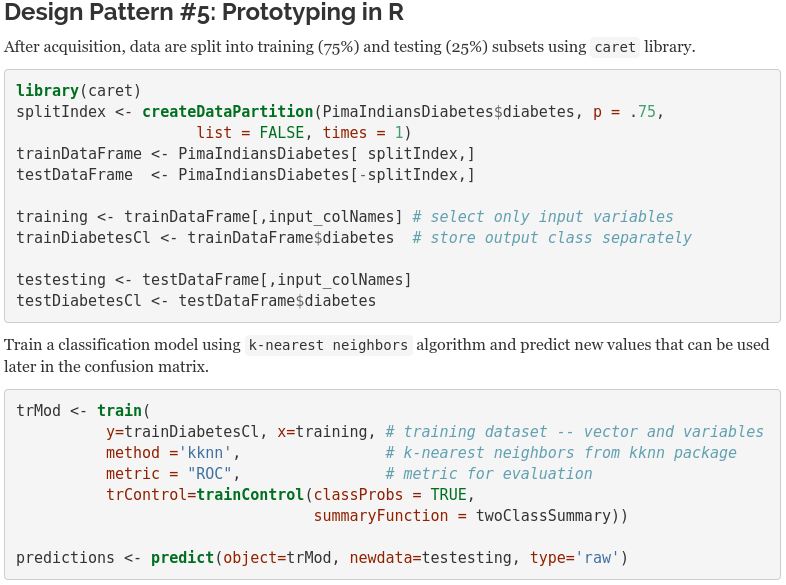 Design Pattern #5: Prototyping in R
After acquisition, data are split into training (75%) and testing (25%) subsets using caret library.
library(caret)
splitIndex <- createDataPartition(PimaIndiansDiabetes$diabetes, p = .75,
                    list = FALSE, times = 1)
trainDataFrame <- PimaIndiansDiabetes[ splitIndex,]
testDataFrame  <- PimaIndiansDiabetes[-splitIndex,]
training <- trainDataFrame[,input_colNames] # select only input variables
trainDiabetesCl <- trainDataFrame$diabetes  # store output class separately
testesting <- testDataFrame[,input_colNames]
testDiabetesCl <- testDataFrame$diabetes
Train a classification model using k-nearest neighbors algorithm and predict new values that can be used
later in the confusion matrix.
trMod <- train(
          y=trainDiabetesCl, x=training, # training dataset -- vector and variables
          method ='kknn',                # k-nearest neighbors from kknn package
          metric = "ROC",                # metric for evaluation
          trControl=trainControl(classProbs = TRUE,
                                 summaryFunction = twoClassSummary))
predictions <- predict(object=trMod, newdata=testesting, type='raw')